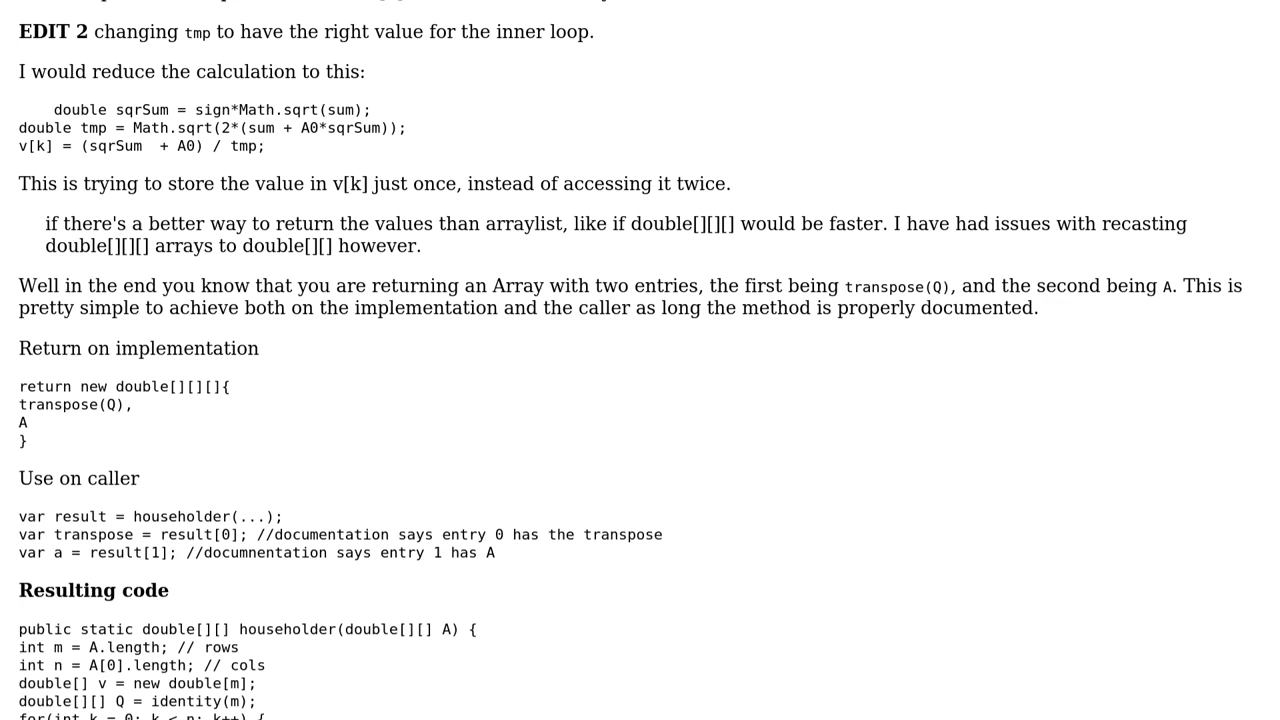 EDIT 2 changing tmp to have the right value for the inner loop.
I would reduce the calculation to this:
    double sqrSum = sign*Math.sqrt(sum);
double tmp = Math.sqrt(2*(sum + A0*sqrSum));
v[k] = (sqrSum  + A0) / tmp;
This is trying to store the value in v[k] just once, instead of accessing it twice.
if there's a better way to return the values than arraylist, like if double[][][] would be faster. I have had issues with recasting
double[][][] arrays to double[][] however.
Well in the end you know that you are returning an Array with two entries, the first being transpose(Q), and the second being A. This is
pretty simple to achieve both on the implementation and the caller as long the method is properly documented.
Return on implementation
return new double[][][]{
transpose(Q),
A
}
Use on caller
var result = householder(...);
var transpose = result[0]; //documentation says entry 0 has the transpose
var a = result[1]; //documnentation says entry 1 has A
Resulting code
public static double[][] householder(double[][] A) {
int m = A.length; // rows
int n = A[0].length; // cols
double[] v = new double[m];
double[][] Q = identity(m);
for(int k = 0; k < n; k++) {